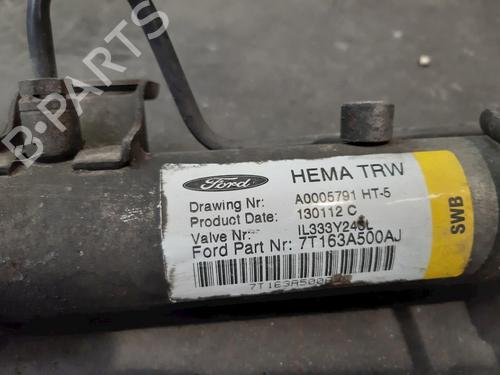 B-PARTS
Ford
HEMA TRW
Drawing Nr: A0005791 HT-5
Product Date: 130112 C
Valve Nr: IL333Y243L
Ford Part Nr: 7T163A500AJ
SWB